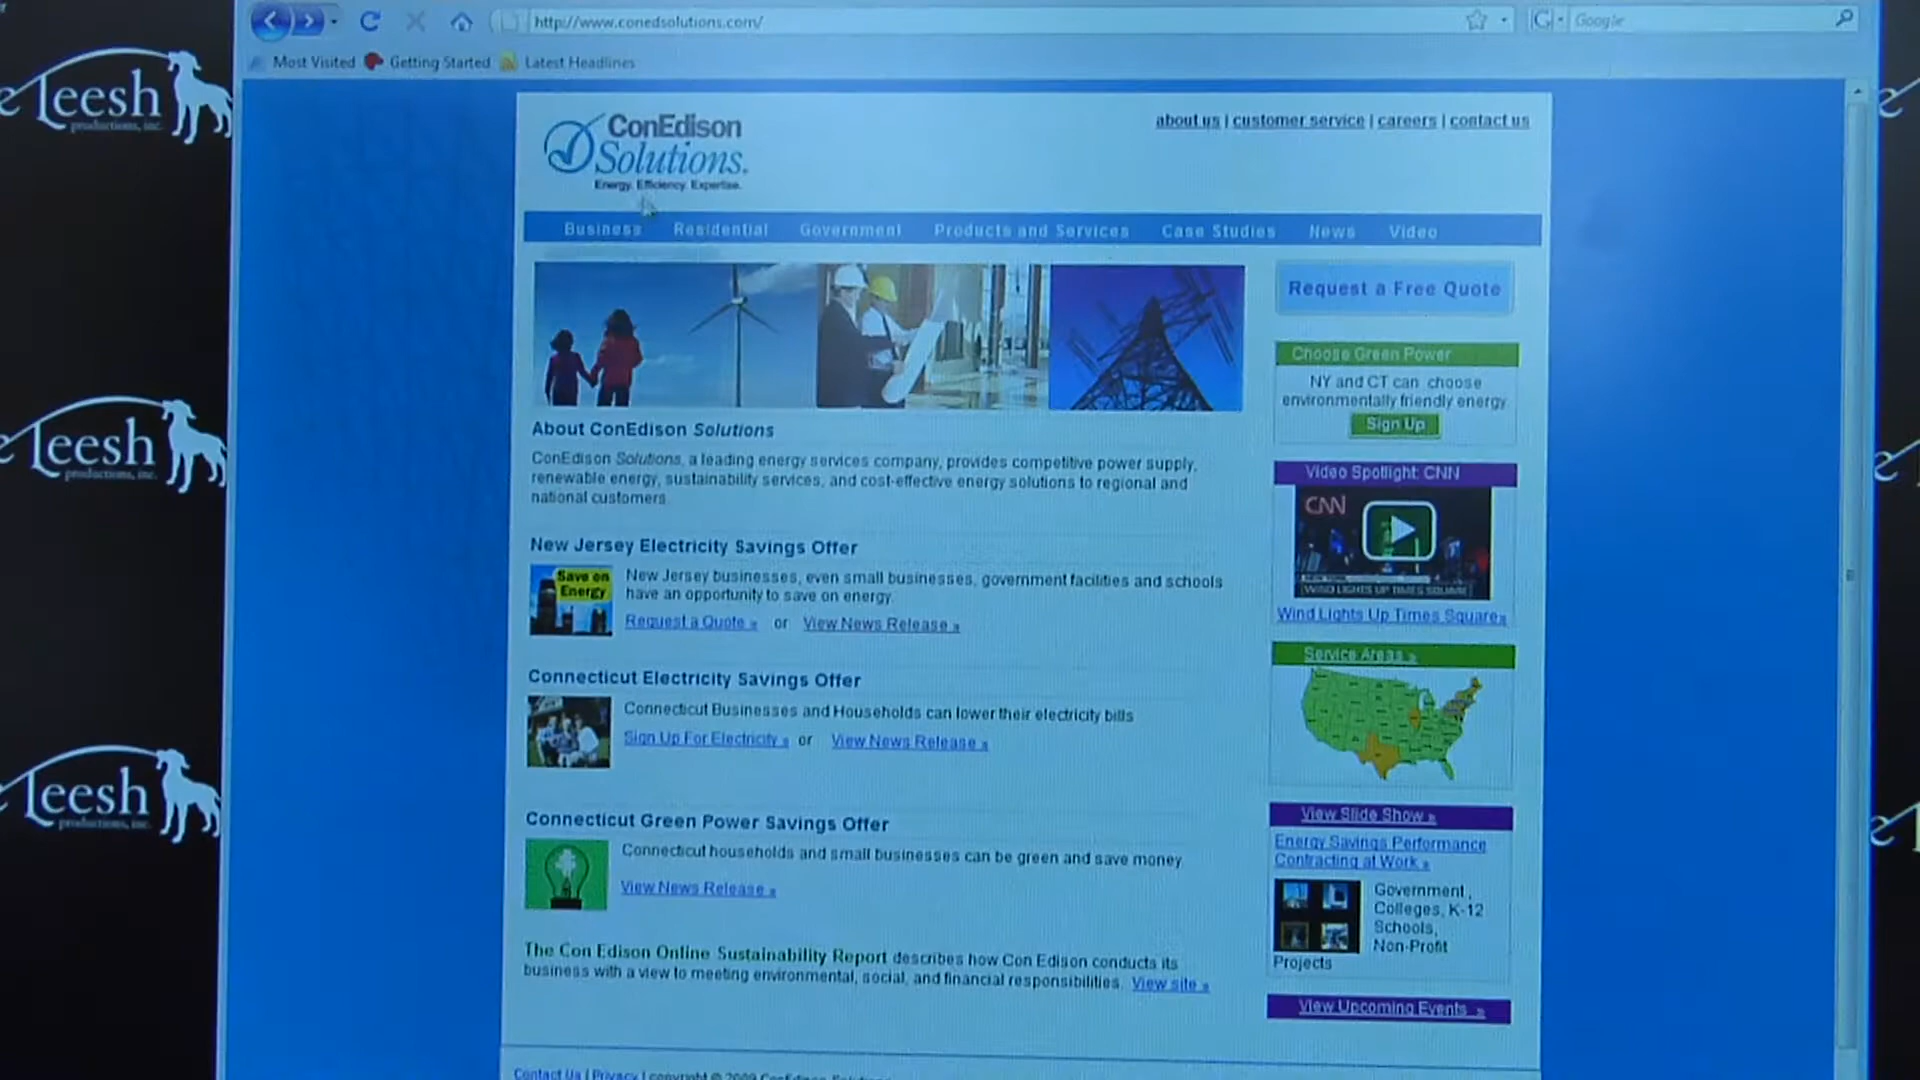 http://www.conedsolutions.com/
Google
Most Visited Getting Started Latest Headlines
Leesh
productions, inc.
ConEdison
Solutions.
Energy. Efficiency. Expertise.
about us | customer service | careers | contact us
Business Residential Government Products and Services Case Studies News Video
Request a Free Quote
Choose Green Power
NY and CT can choose
environmentally friendly energy.
Sign Up
About ConEdison Solutions
ConEdison Solutions, a leading energy services company, provides competitive power supply,
renewable energy, sustainability services, and cost-effective energy solutions to regional and
national customers.
Video Spotlight: CNN
CNN
NEW YORK
WIND LIGHTS UP TIMES SQUARE
Wind Lights Up Times Square»
New Jersey Electricity Savings Offer
Save on
Energy
New Jersey businesses, even small businesses, government facilities and schools
have an opportunity to save on energy.
Request a Quote » or View News Release »
Service Areas »
Connecticut Electricity Savings Offer
Connecticut Businesses and Households can lower their electricity bills
Sign Up For Electricity » or View News Release »
Leesh
productions, inc.
Connecticut Green Power Savings Offer
Connecticut households and small businesses can be green and save money
View News Release »
View Slide Show »
Energy Savings Performance
Contracting at Work »
Government,
Colleges, K-12
Schools,
Non-Profit
Projects
Leesh
productions, inc.
The Con Edison Online Sustainability Report describes how Con Edison conducts its
business with a view to meeting environmental, social, and financial responsibilities. View site »
View Upcoming Events »
Contact Us | Privacy | copyright © 2009 ConEdison Solutions